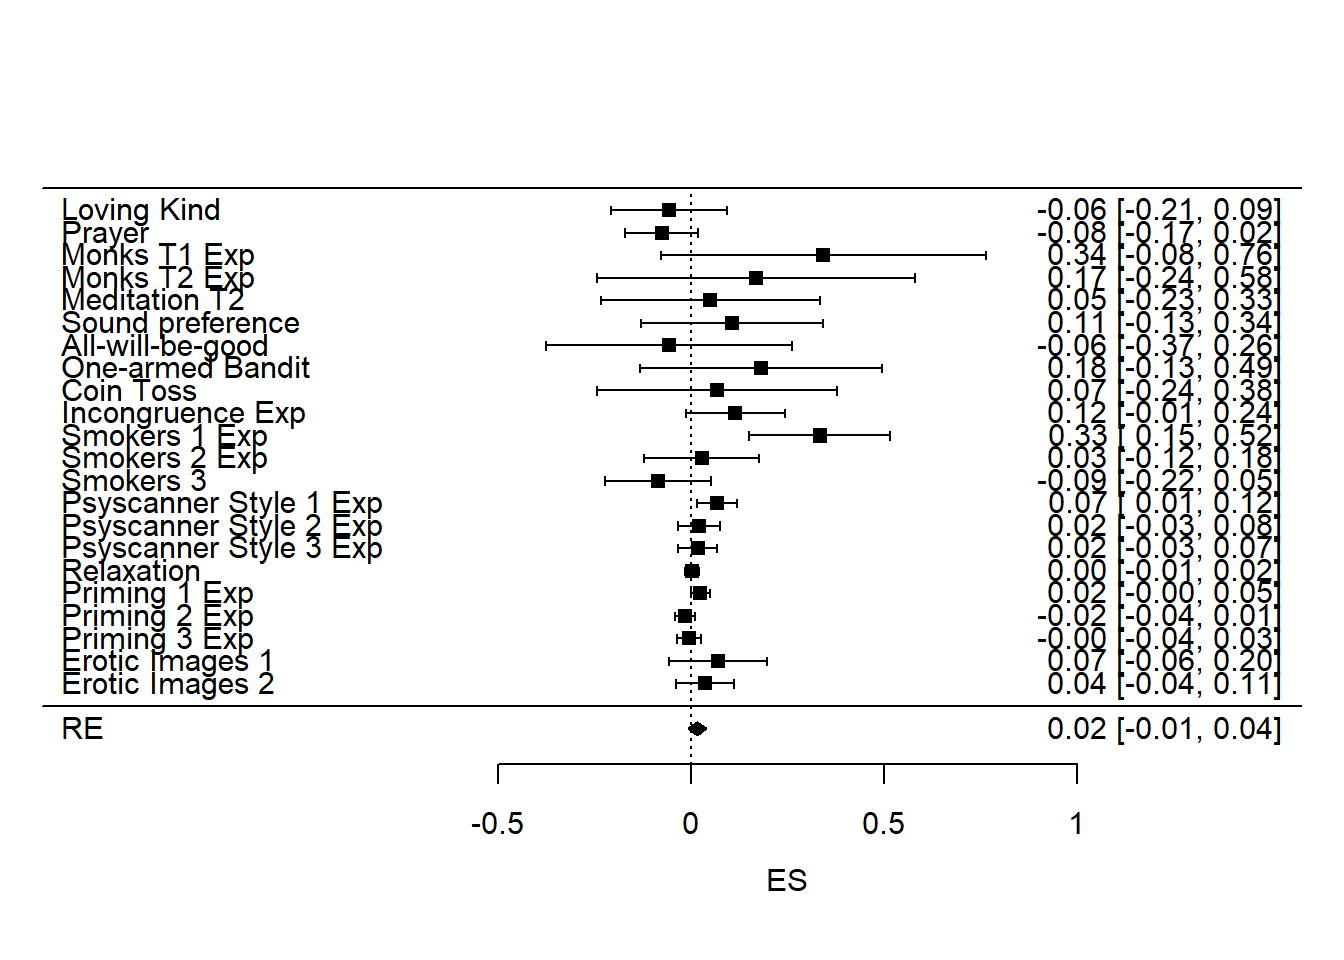 Loving Kind -0.06 [-0.21, 0.09]
Prayer -0.08 [-0.17, 0.02]
Monks T1 Exp 0.34 [-0.08, 0.76]
Monks T2 Exp 0.17 [-0.24, 0.58]
Meditation T2 0.05 [-0.23, 0.33]
Sound preference 0.11 [-0.13, 0.34]
All-will-be-good -0.06 [-0.37, 0.26]
One-armed Bandit 0.18 [-0.13, 0.49]
Coin Toss 0.07 [-0.24, 0.38]
Incongruence Exp 0.12 [-0.01, 0.24]
Smokers 1 Exp 0.33 [ 0.15, 0.52]
Smokers 2 Exp 0.03 [-0.12, 0.18]
Smokers 3 -0.09 [-0.22, 0.05]
Psyscanner Style 1 Exp 0.07 [ 0.01, 0.12]
Psyscanner Style 2 Exp 0.02 [-0.03, 0.08]
Psyscanner Style 3 Exp 0.02 [-0.03, 0.07]
Relaxation 0.00 [-0.01, 0.02]
Priming 1 Exp 0.02 [-0.00, 0.05]
Priming 2 Exp -0.02 [-0.04, 0.01]
Priming 3 Exp -0.00 [-0.04, 0.03]
Erotic Images 1 0.07 [-0.06, 0.20]
Erotic Images 2 0.04 [-0.04, 0.11]
RE 0.02 [-0.01, 0.04]
-0.5 0 0.5 1
ES